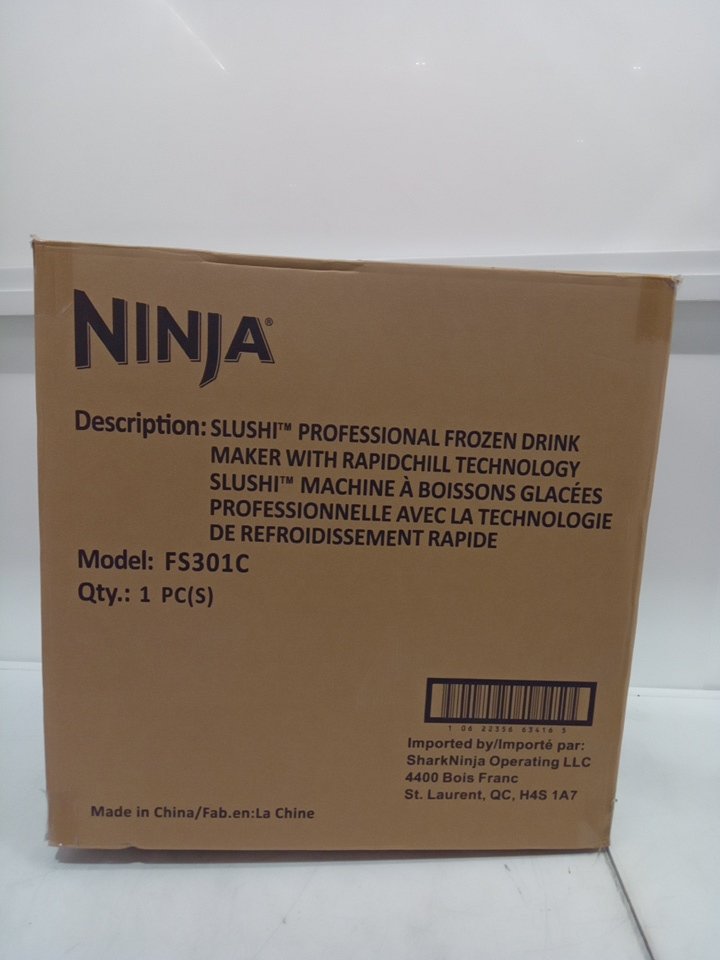 NINJA®
Description: SLUSHI™ PROFESSIONAL FROZEN DRINK
MAKER WITH RAPIDCHILL TECHNOLOGY
SLUSHI™ MACHINE À BOISSONS GLACÉES
PROFESSIONNELLE AVEC LA TECHNOLOGIE
DE REFROIDISSEMENT RAPIDE
Model: FS301C
Qty.: 1 PC(S)
1 06 22356 63416 5
Imported by/Importé par:
SharkNinja Operating LLC
4400 Bois Franc
St. Laurent, QC, H4S 1A7
Made in China/Fab.en:La Chine